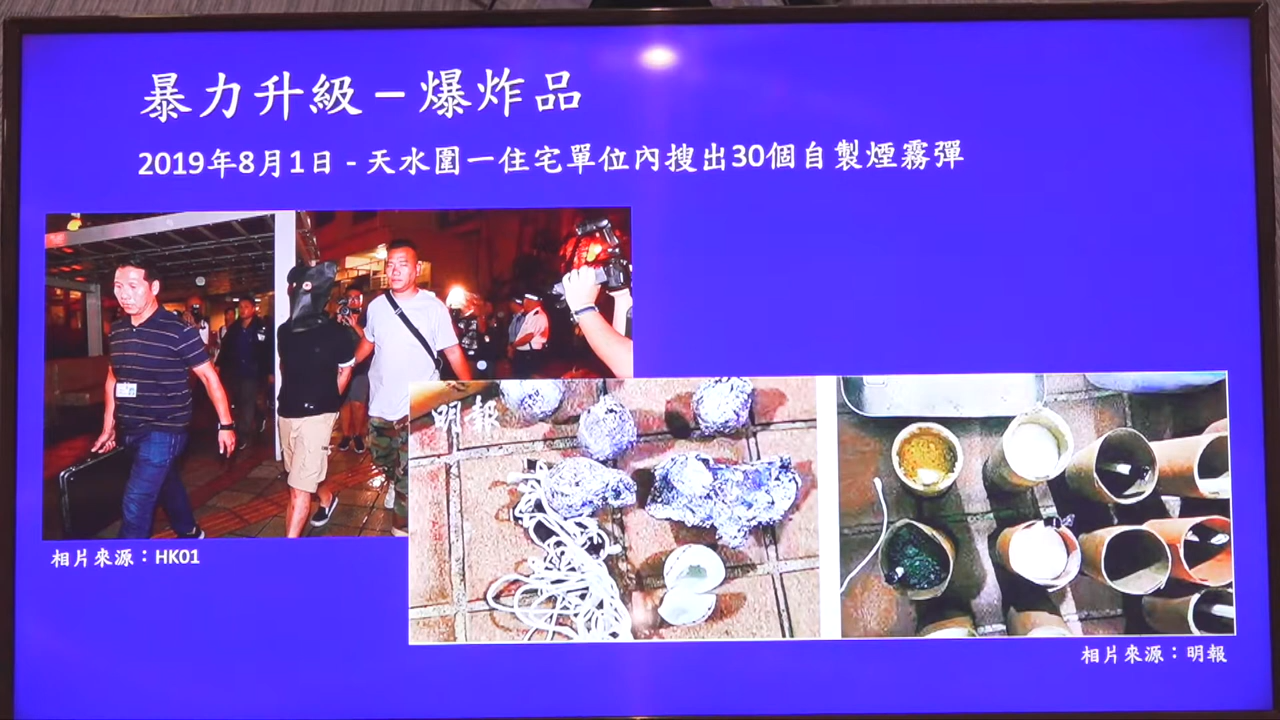 暴力升級 – 爆炸品
2019年8月1日 - 天水圍一住宅單位內搜出30個自製煙霧彈
明報
相片來源：HK01
相片來源：明報